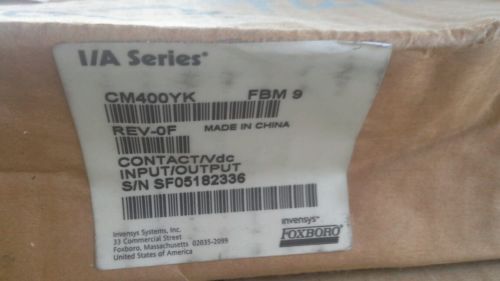 I/A Series®
CM400YK FBM 9
REV-0F MADE IN CHINA
CONTACT/Vdc
INPUT/OUTPUT
S/N SF05182336
Invensys Systems, Inc.
33 Commercial Street
Foxboro, Massachusetts 02035-2099
United States of America
invensys™
FOXBORO